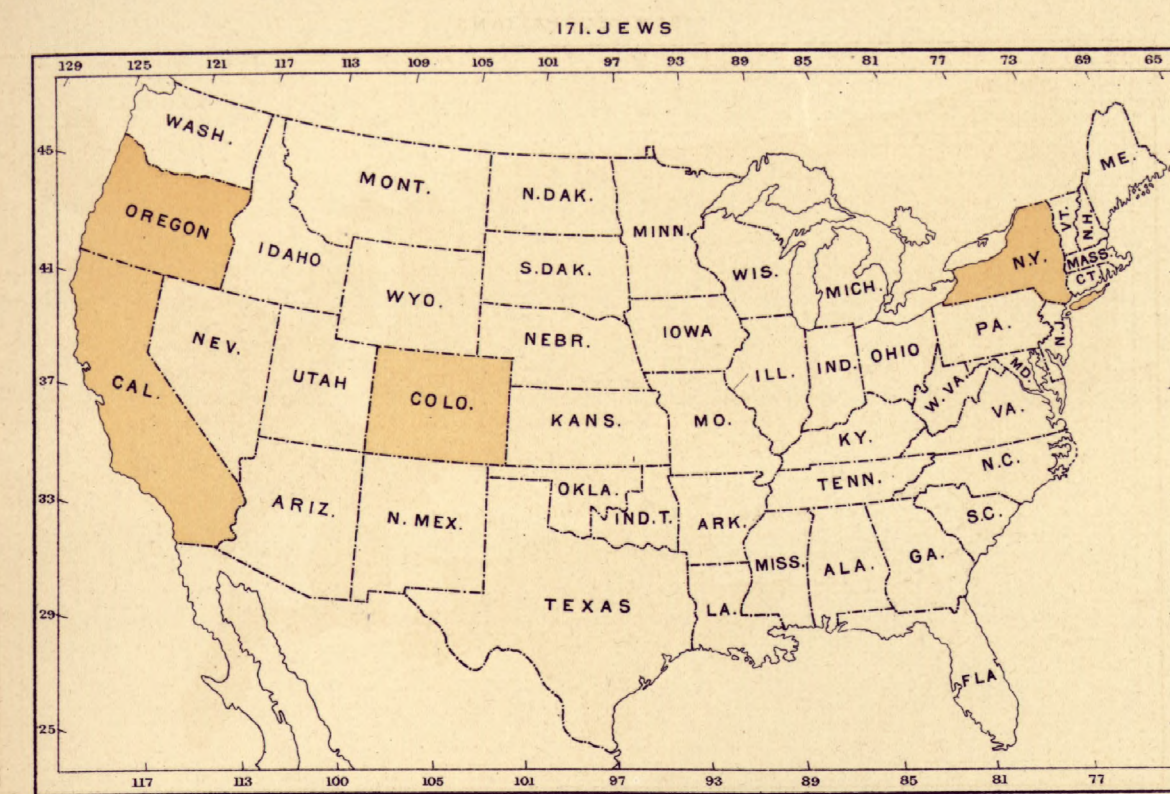 171. JEWS
129 125 121 117 113 109 105 101 97 93 89 85 81 77 73 69 65
WASH.
ME.
45
MONT.
N.DAK.
OREGON
VT.
N.H.
MINN.
IDAHO
S.DAK.
WIS.
N.Y.
MASS.
41
CT.
WYO.
MICH.
NEV.
NEBR.
IOWA
PA.
N.J.
OHIO
37
CAL.
UTAH
COLO.
ILL.
IND.
MD.
W.VA.
KANS.
MO.
VA.
KY.
N.C.
TENN.
33
ARIZ.
N.MEX.
OKLA.
IND.T.
ARK.
S.C.
MISS.
ALA.
GA.
29
TEXAS
LA.
FLA
25
117 113 100 105 101 97 93 89 85 81 77